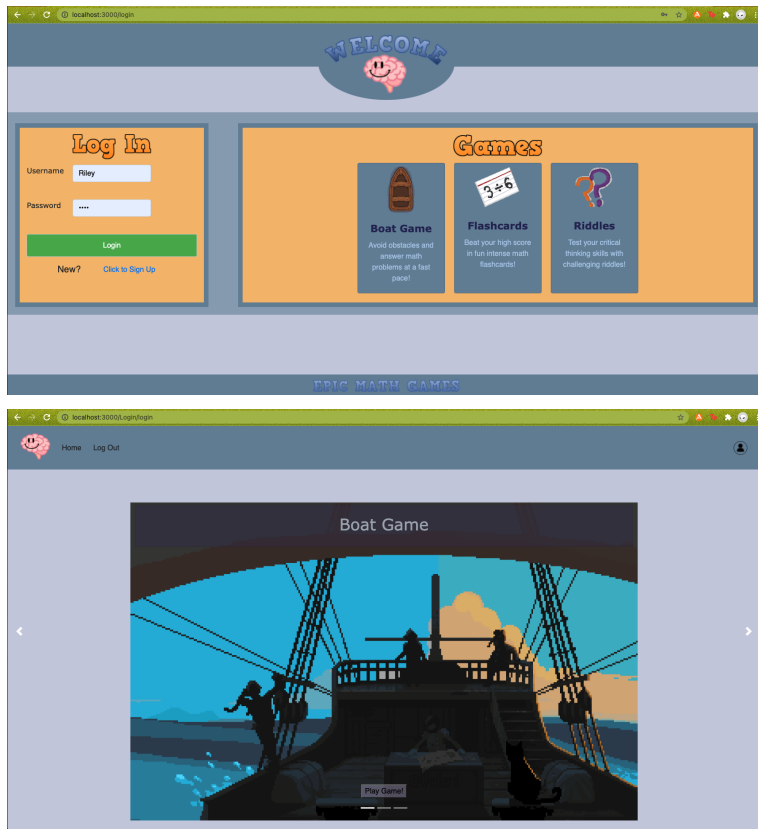 localhost:3000/login
WELCOME
Log In
Username
Riley
Password
••••
Login
New?
Click to Sign Up
Games
3÷6
Boat Game
Avoid obstacles and
answer math
problems at a fast
pace!
Flashcards
Beat your high score
in fun intense math
flashcards!
Riddles
Test your critical
thinking skills with
challenging riddles!
EPIC MATH GAMES
localhost:3000/Login/login
Home
Log Out
Boat Game
Play Game!